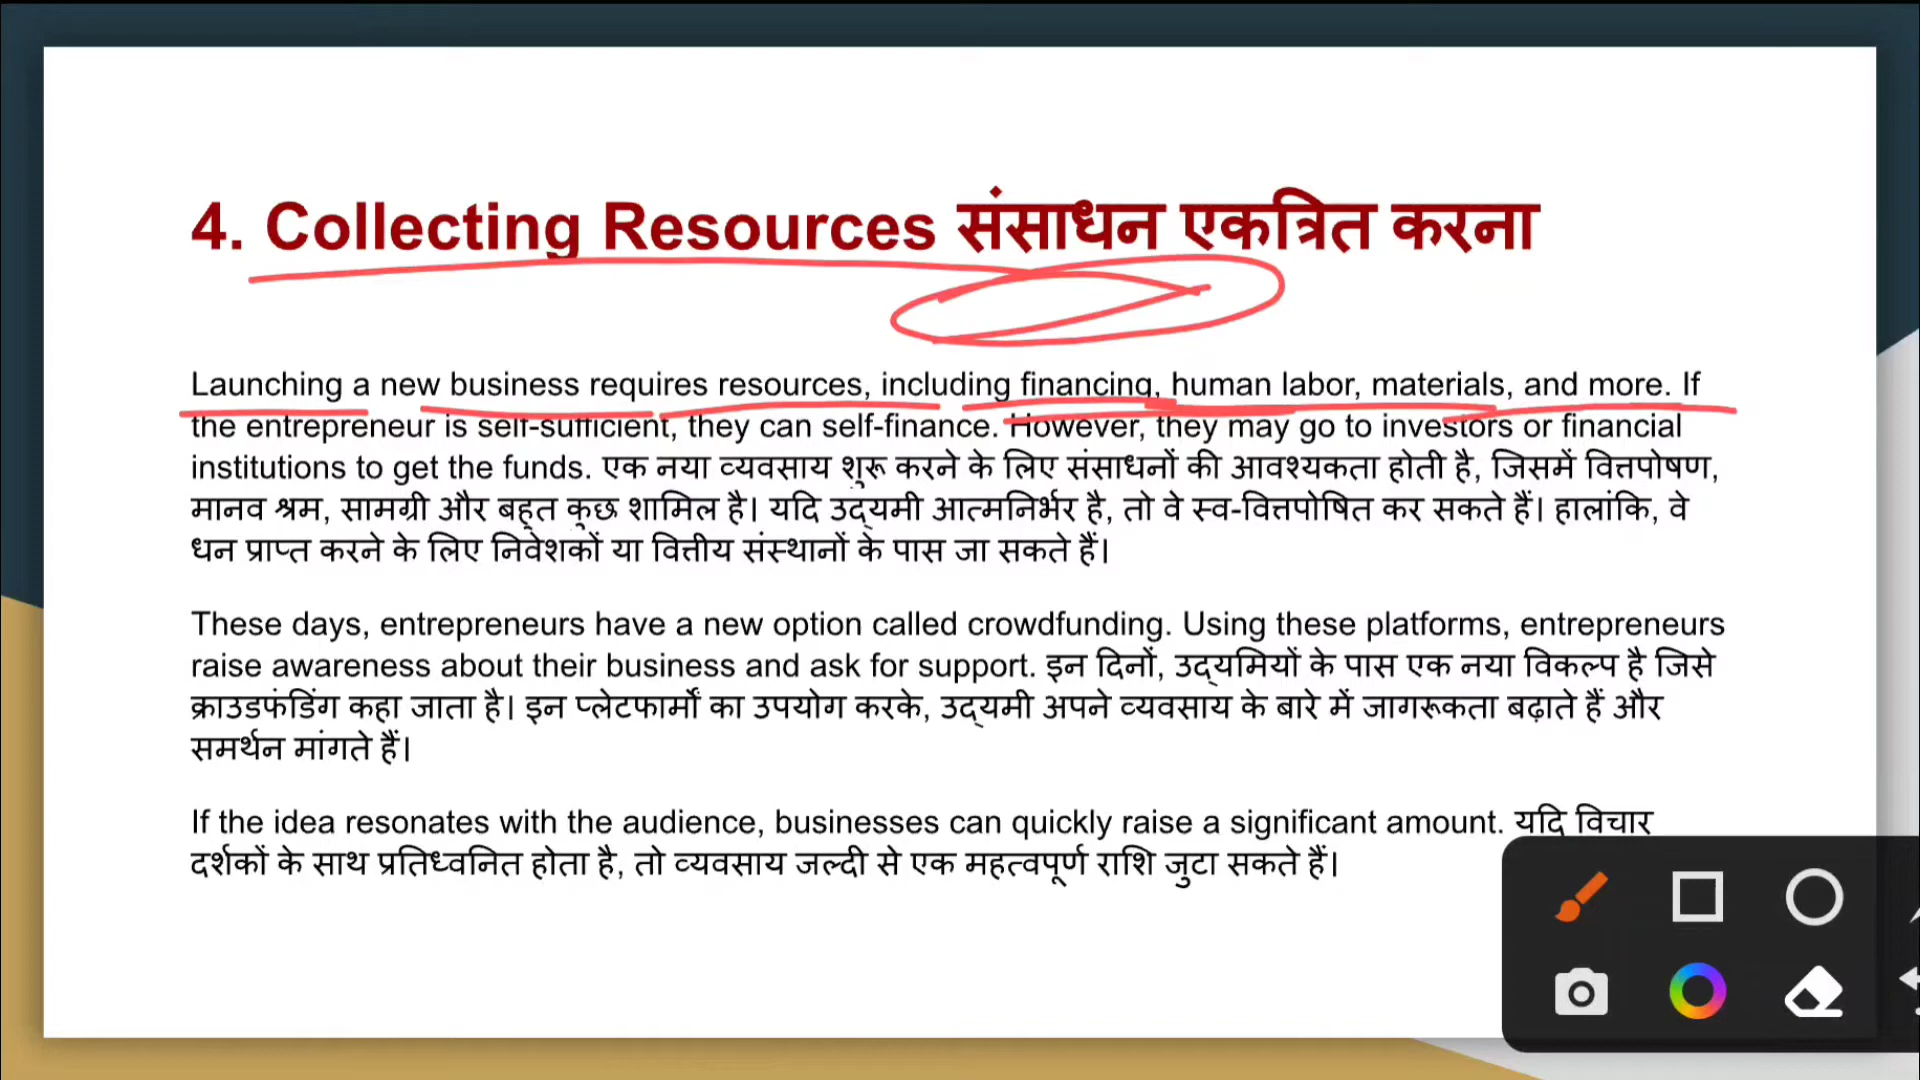 4. Collecting Resources संसाधन एकत्रित करना
Launching a new business requires resources, including financing, human labor, materials, and more. If
the entrepreneur is self-sufficient, they can self-finance. However, they may go to investors or financial
institutions to get the funds. एक नया व्यवसाय शुरू करने के लिए संसाधनों की आवश्यकता होती है, जिसमें वित्तपोषण,
मानव श्रम, सामग्री और बहुत कुछ शामिल है। यदि उद्यमी आत्मनिर्भर है, तो वे स्व-वित्तपोषित कर सकते हैं। हालांकि, वे
धन प्राप्त करने के लिए निवेशकों या वित्तीय संस्थानों के पास जा सकते हैं।
These days, entrepreneurs have a new option called crowdfunding. Using these platforms, entrepreneurs
raise awareness about their business and ask for support. इन दिनों, उद्यमियों के पास एक नया विकल्प है जिसे
क्राउडफंडिंग कहा जाता है। इन प्लेटफार्मों का उपयोग करके, उद्यमी अपने व्यवसाय के बारे में जागरूकता बढ़ाते हैं और
समर्थन मांगते हैं।
If the idea resonates with the audience, businesses can quickly raise a significant amount. यदि विचार
दर्शकों के साथ प्रतिध्वनित होता है, तो व्यवसाय जल्दी से एक महत्वपूर्ण राशि जुटा सकते हैं।